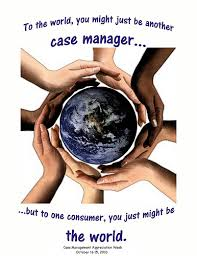 To the world, you might just be another
case manager...
...but to one consumer, you just might be
the world.
Case Management Appreciation Week